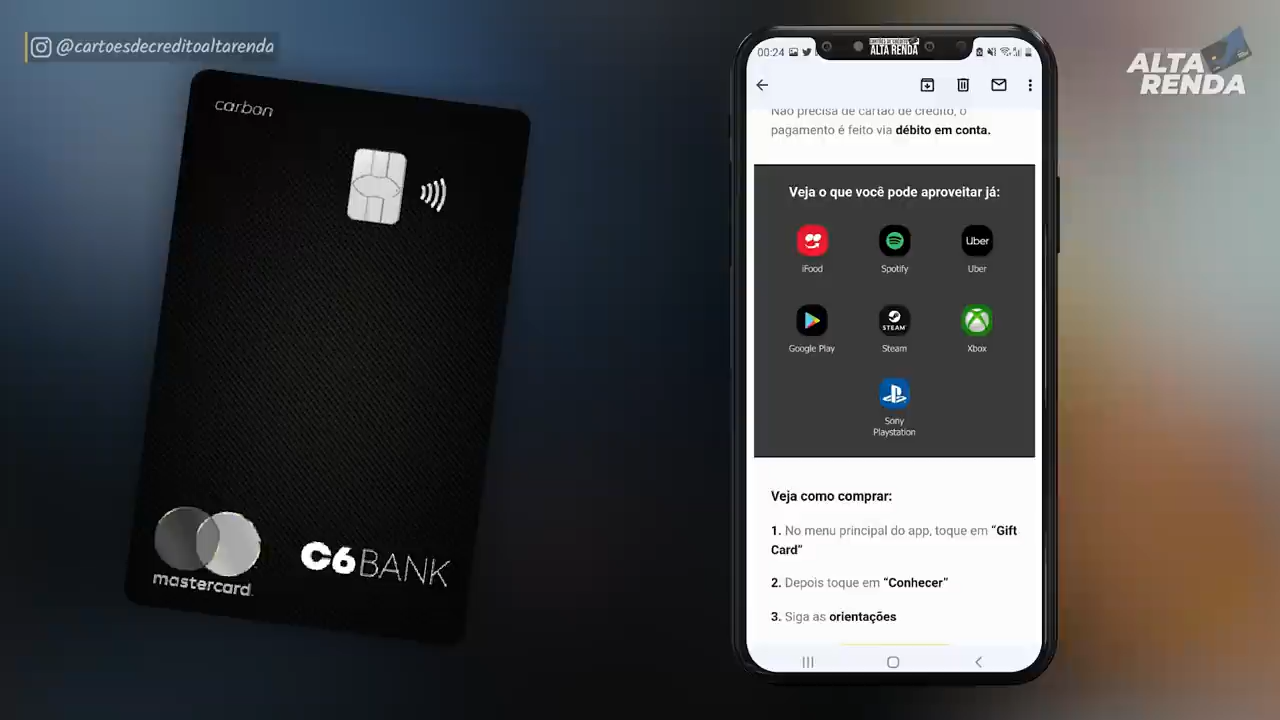 @cartoesdecreditoaltarenda
ALTA
RENDA
carbon
mastercard
C6BANK
00:24
ALTA RENDA
Não precisa de cartão de crédito, o
pagamento é feito via débito em conta.
Veja o que você pode aproveitar já:
iFood
Spotify
Uber
Uber
Google Play
STEAM
Steam
Xbox
Sony
Playstation
Veja como comprar:
1. No menu principal do app, toque em “Gift
Card”
2. Depois toque em “Conhecer”
3. Siga as orientações